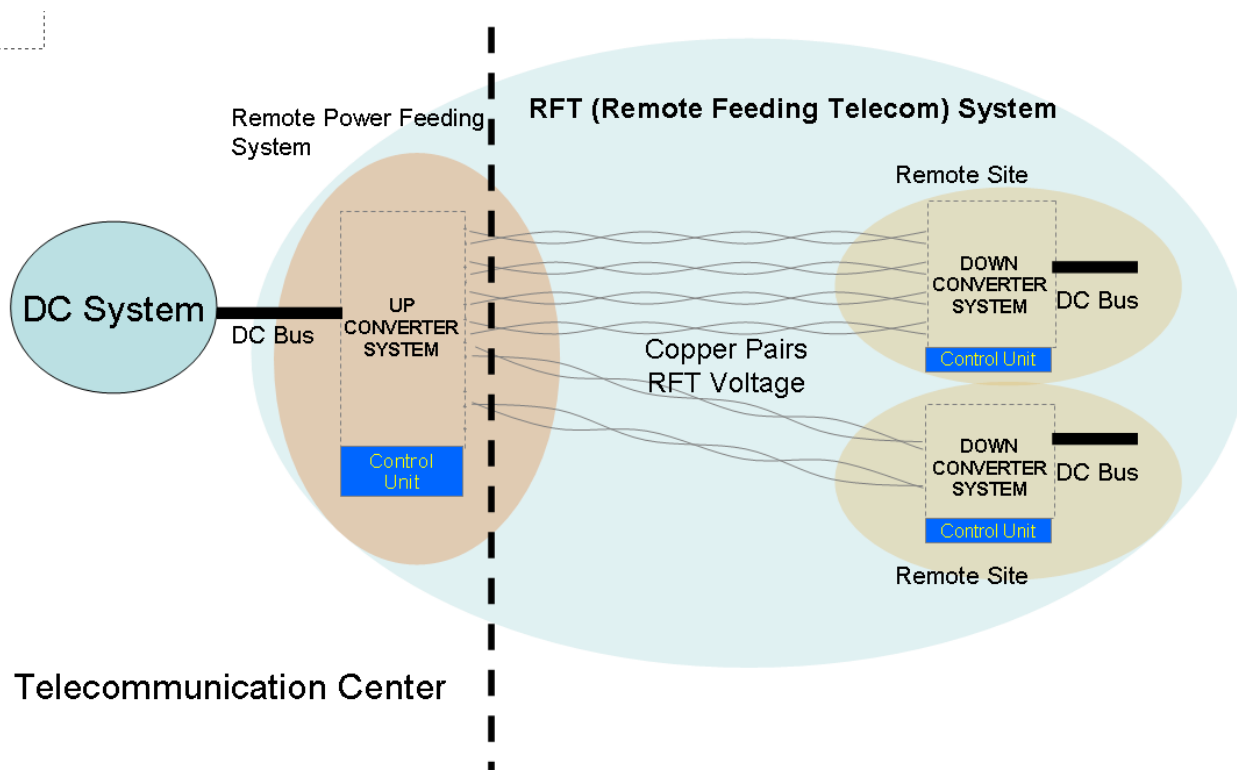 RFT (Remote Feeding Telecom) System
Remote Power Feeding
System
Remote Site
DC System
DC Bus
UP
CONVERTER
SYSTEM
Control
Unit
Copper Pairs
RFT Voltage
DOWN
CONVERTER
SYSTEM
DC Bus
Control Unit
DOWN
CONVERTER
SYSTEM
DC Bus
Control Unit
Remote Site
Telecommunication Center